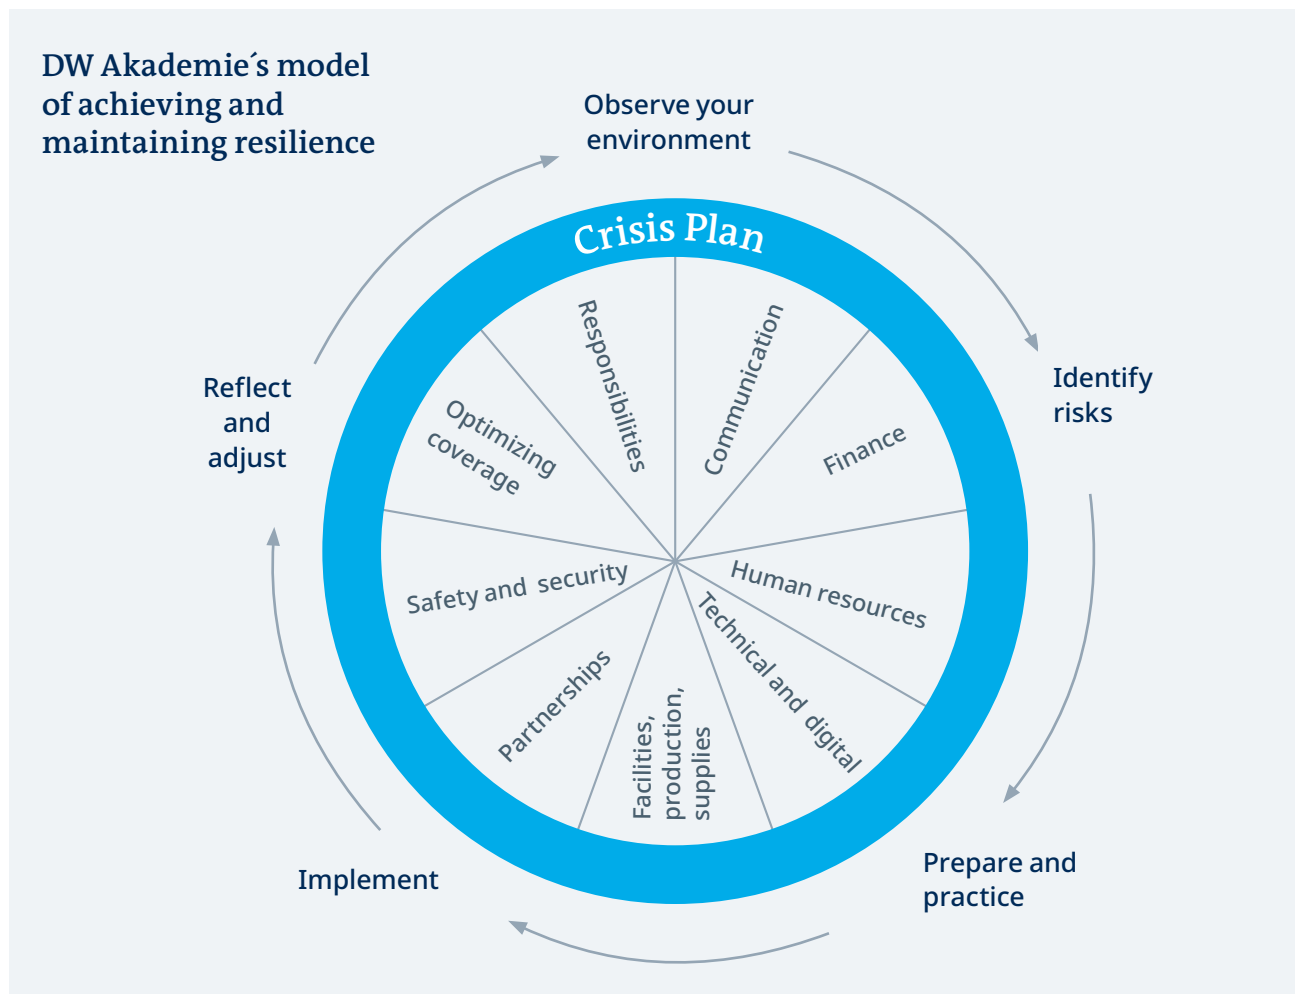 DW Akademie´s model
of achieving and
maintaining resilience
Observe your
environment
Identify
risks
Prepare and
practice
Implement
Reflect
and
adjust
Crisis Plan
Communication
Finance
Human resources
Technical and digital
Facilities,
production,
supplies
Partnerships
Safety and security
Optimizing
coverage
Responsibilities